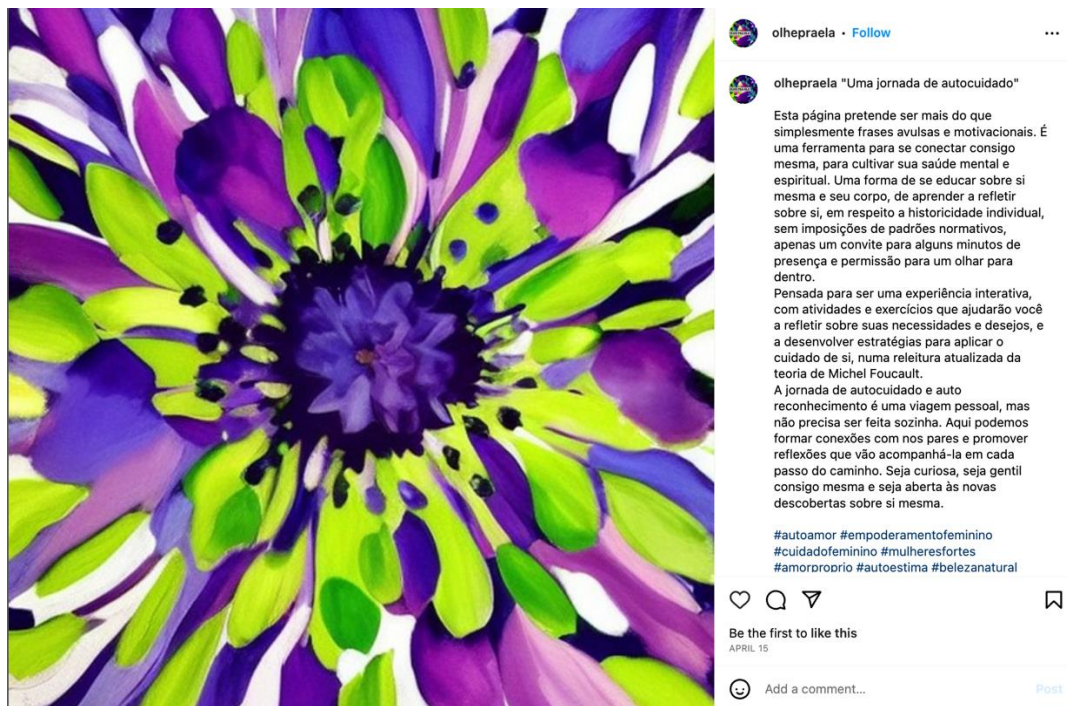 olhepraela • Follow
olhepraela "Uma jornada de autocuidado"
Esta página pretende ser mais do que
simplesmente frases avulsas e motivacionais. É
uma ferramenta para se conectar consigo
mesma, para cultivar sua saúde mental e
espiritual. Uma forma de se educar sobre si
mesma e seu corpo, de aprender a refletir
sobre si, em respeito a historicidade individual,
sem imposições de padrões normativos,
apenas um convite para alguns minutos de
presença e permissão para um olhar para
dentro.
Pensada para ser uma experiência interativa,
com atividades e exercícios que ajudarão você
a refletir sobre suas necessidades e desejos, e
a desenvolver estratégias para aplicar o
cuidado de si, numa releitura atualizada da
teoria de Michel Foucault.
A jornada de autocuidado e auto
reconhecimento é uma viagem pessoal, mas
não precisa ser feita sozinha. Aqui podemos
formar conexões com nos pares e promover
reflexões que vão acompanhá-la em cada
passo do caminho. Seja curiosa, seja gentil
consigo mesma e seja aberta às novas
descobertas sobre si mesma.
#autoamor #empoderamentofeminino
#cuidadofeminino #mulheresfortes
#amorproprio #autoestima #belezanatural
Be the first to like this
APRIL 15
Add a comment...
Post